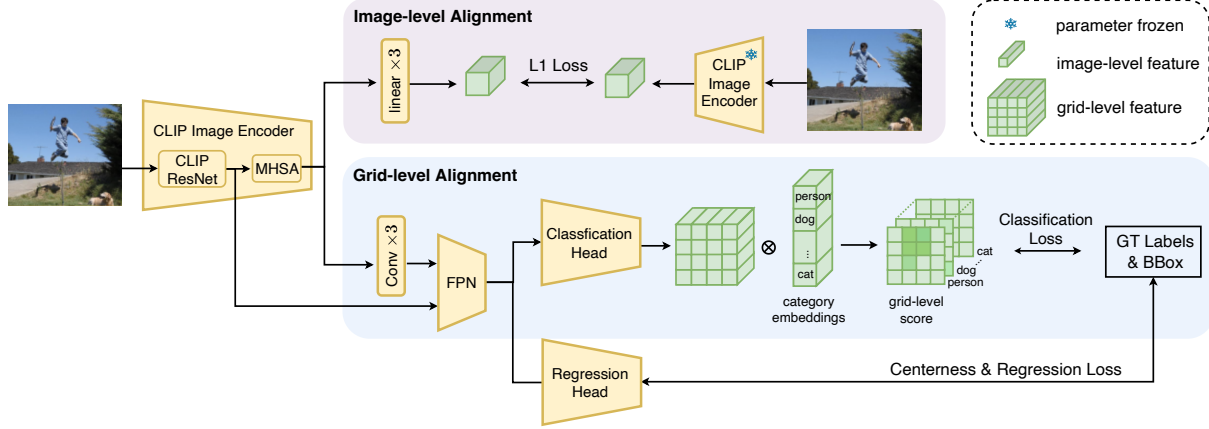 Image-level Alignment
linear ×3
L1 Loss
CLIP
Image
Encoder
parameter frozen
image-level feature
grid-level feature
CLIP Image Encoder
CLIP
ResNet
MHSA
Grid-level Alignment
Conv ×3
FPN
Classfication
Head
person
dog
...
cat
category
embeddings
⊗
cat
...
dog
person
grid-level
score
Classification
Loss
GT Labels
& BBox
Regression
Head
Centerness & Regression Loss